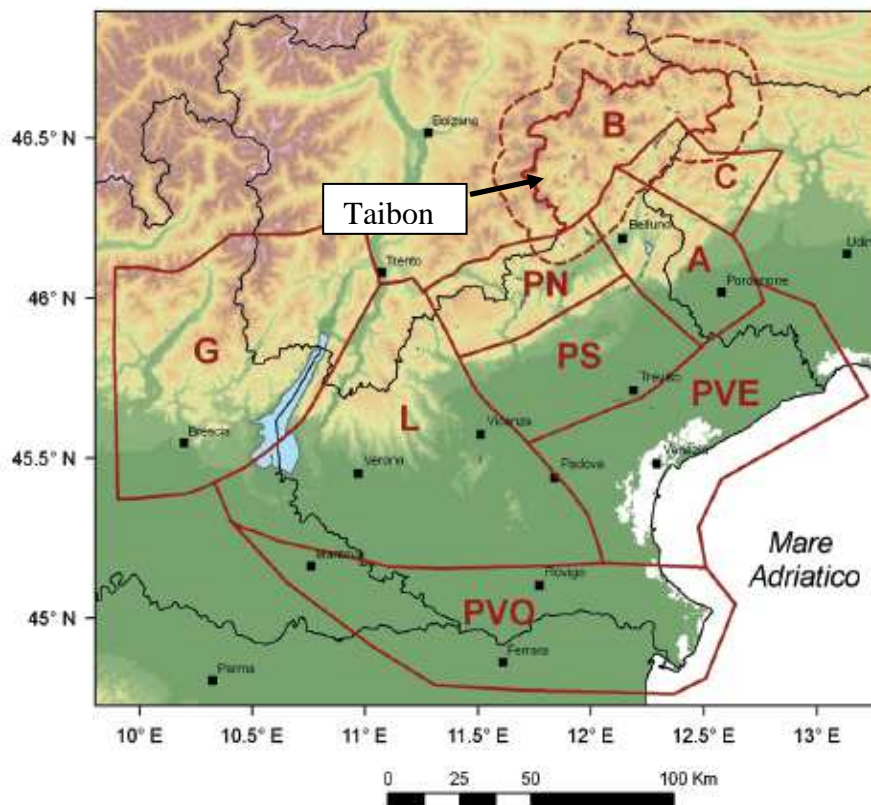 46.5° N
46° N
45.5° N
45° N
10° E
10.5° E
11° E
11.5° E
12° E
12.5° E
13° E
Bolzano
B
C
Taibon
Belluno
Udin
Trento
A
PN
Pordenone
G
PS
Treviso
PVE
L
Brescia
Vicenza
Verona
Padova
Venezia
Mare
Adriatico
Mantova
Rovigo
PVO
Ferrara
Parma
0 25 50 100 Km